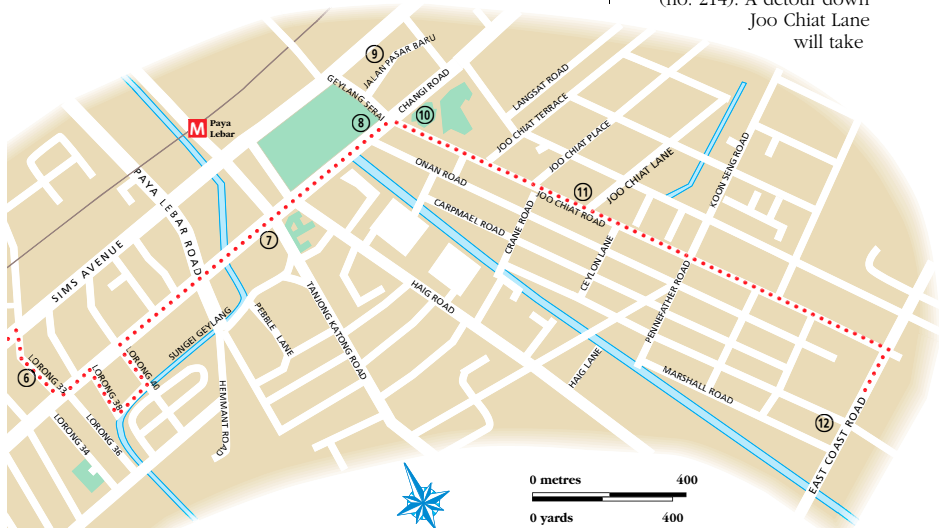 (no. 214). A detour down
Joo Chiat Lane
will take
9
JALAN PASAR BARU
GEYLANG SERAI
CHANGI ROAD
LANGSAT ROAD
8
10
M
Paya
Lebar
JOO CHIAT TERRACE
JOO CHIAT PLACE
ONAN ROAD
PAYA LEBAR ROAD
JOO CHIAT LANE
KOON SENG ROAD
11
JOO CHIAT ROAD
CARPMAEL ROAD
CRANE ROAD
7
CEYLON LANE
SIMS AVENUE
HAIG ROAD
PENNEFATHER ROAD
TANJONG KATONG ROAD
PEBBLE LANE
SUNGEI GEYLANG
HAIG LANE
6
LORONG 32
LORONG 38
LORONG 40
HEMMANT ROAD
MARSHALL ROAD
LORONG 34
LORONG 36
12
EAST COAST ROAD
0 metres 400
0 yards 400